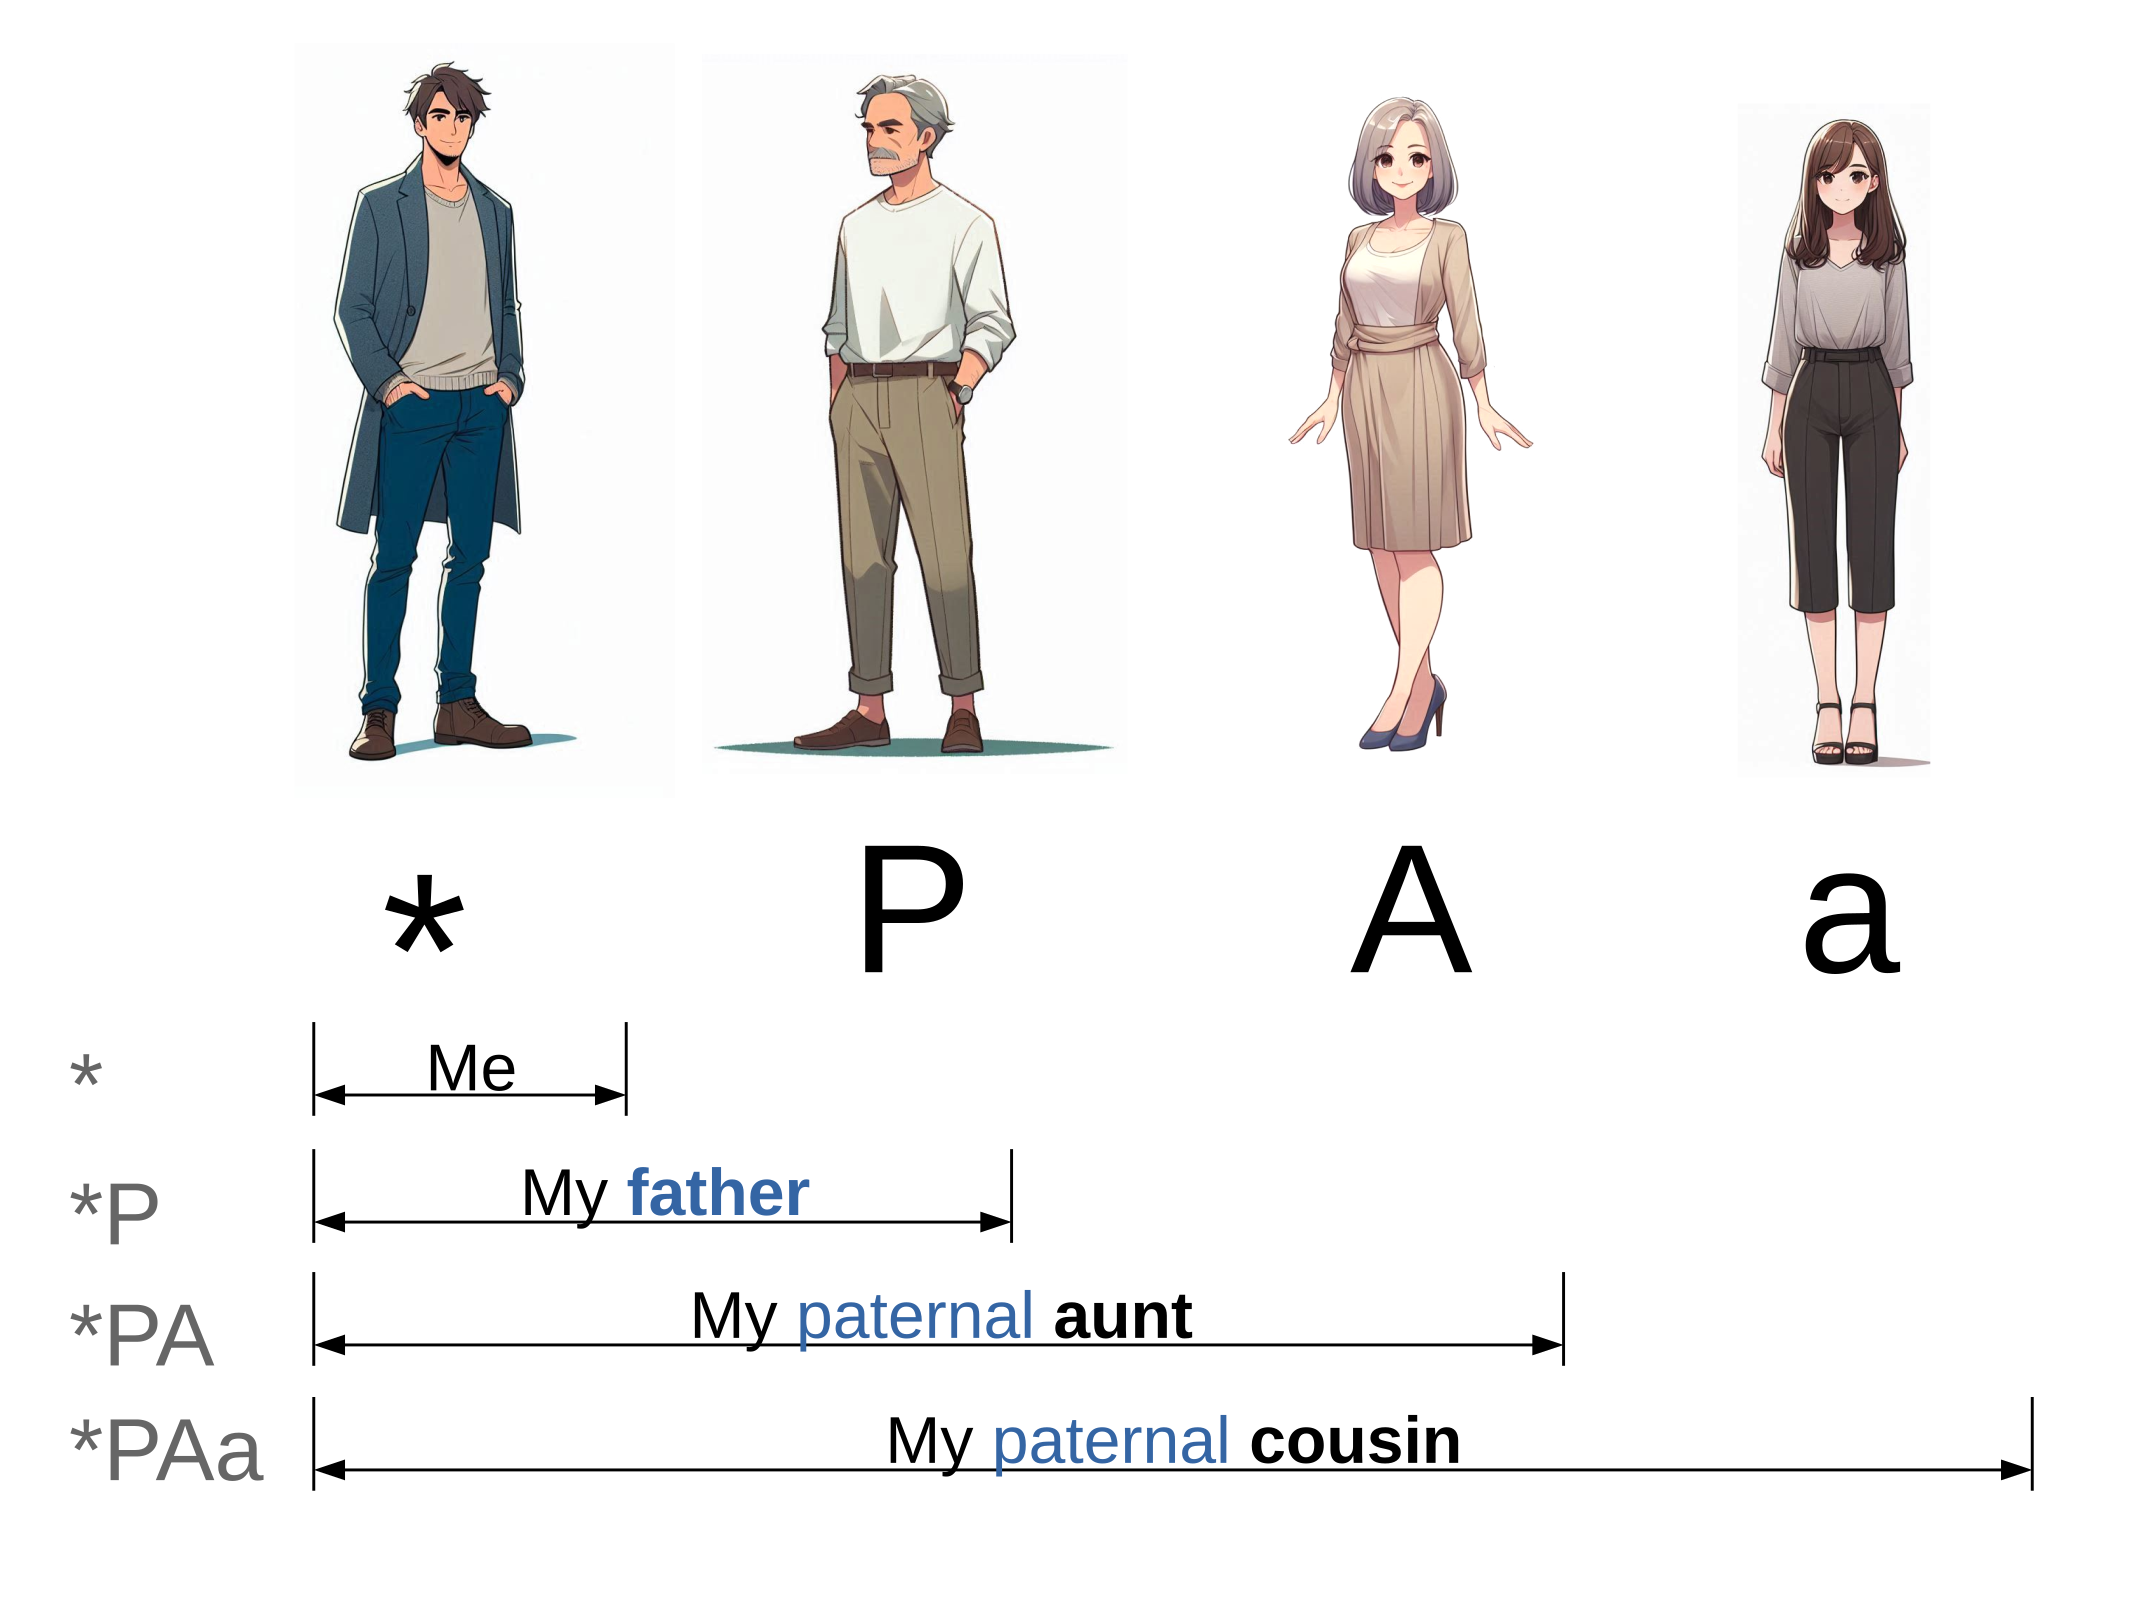 * P A a
* Me
*P My father
*PA My paternal aunt
*PAa My paternal cousin